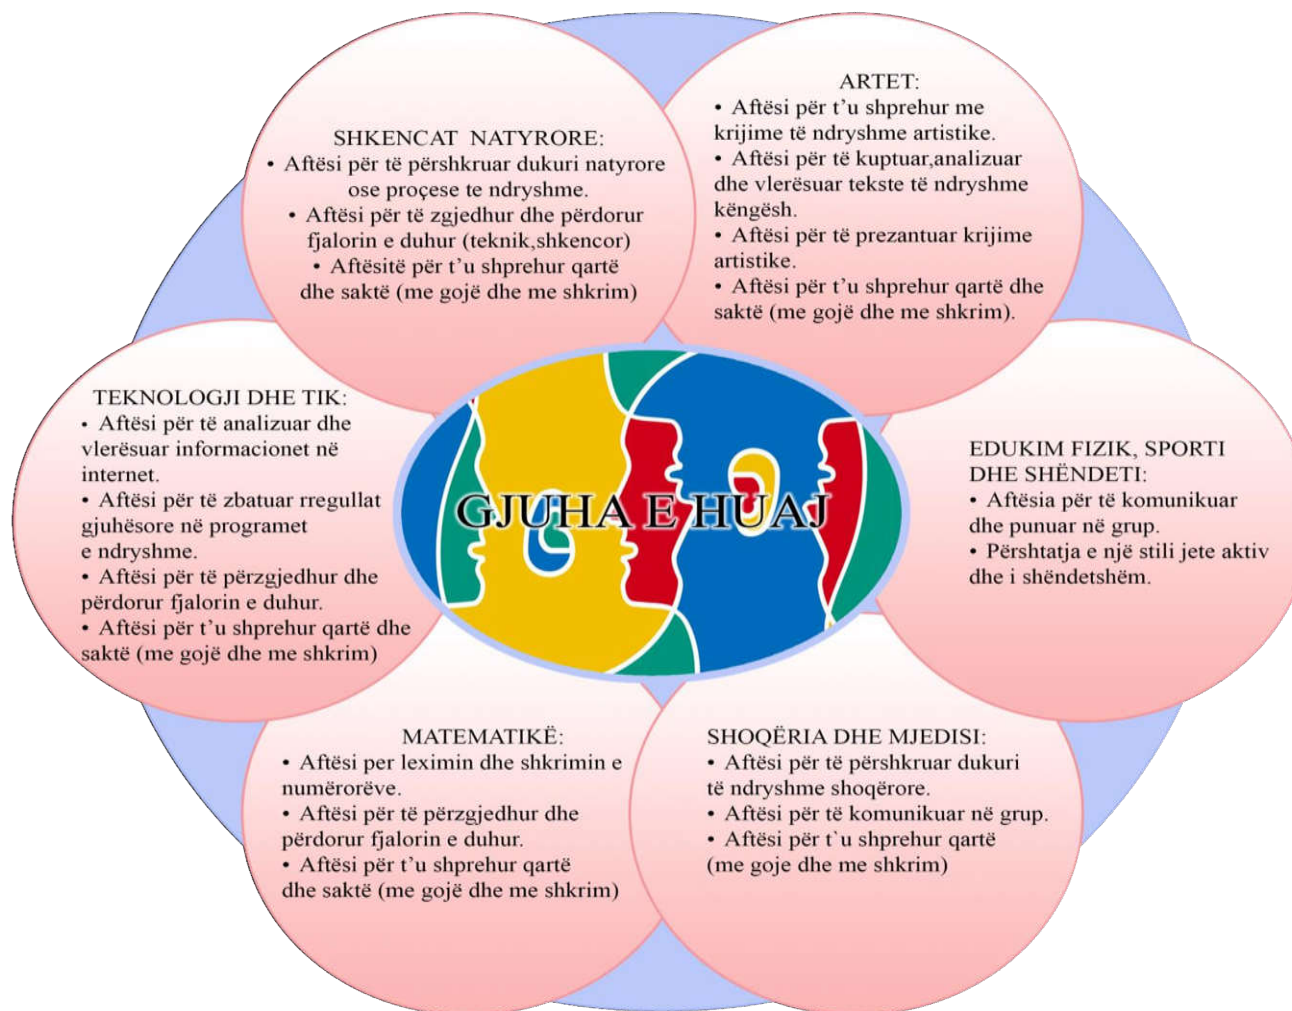 SHKENCAT NATYRORE:
• Aftësi për të përshkruar dukuri natyrore
ose proçese te ndryshme.
• Aftësi për të zgjedhur dhe përdorur
fjalorin e duhur (teknik,shkencor)
• Aftësitë për t’u shprehur qartë
dhe saktë (me gojë dhe me shkrim)
ARTET:
• Aftësi për t’u shprehur me
krijime të ndryshme artistike.
• Aftësi për të kuptuar,analizuar
dhe vlerësuar tekste të ndryshme
këngësh.
• Aftësi për të prezantuar krijime
artistike.
• Aftësi për t’u shprehur qartë dhe
saktë (me gojë dhe me shkrim).
TEKNOLOGJI DHE TIK:
• Aftësi për të analizuar dhe
vlerësuar informacionet në
internet.
• Aftësi për të zbatuar rregullat
gjuhësore në programet
e ndryshme.
• Aftësi për të përzgjedhur dhe
përdorur fjalorin e duhur.
• Aftësi për t’u shprehur qartë dhe
saktë (me gojë dhe me shkrim)
GJUHA E HUAJ
EDUKIM FIZIK, SPORTI
DHE SHËNDETI:
• Aftësia për të komunikuar
dhe punuar në grup.
• Përshtatja e një stili jete aktiv
dhe i shëndetshëm.
MATEMATIKË:
• Aftësi per leximin dhe shkrimin e
numërorëve.
• Aftësi për të përzgjedhur dhe
përdorur fjalorin e duhur.
• Aftësi për t’u shprehur qartë
dhe saktë (me gojë dhe me shkrim)
SHOQËRIA DHE MJEDISI:
• Aftësi për të përshkruar dukuri
të ndryshme shoqërore.
• Aftësi për të komunikuar në grup.
• Aftësi për t`u shprehur qartë
(me goje dhe me shkrim)